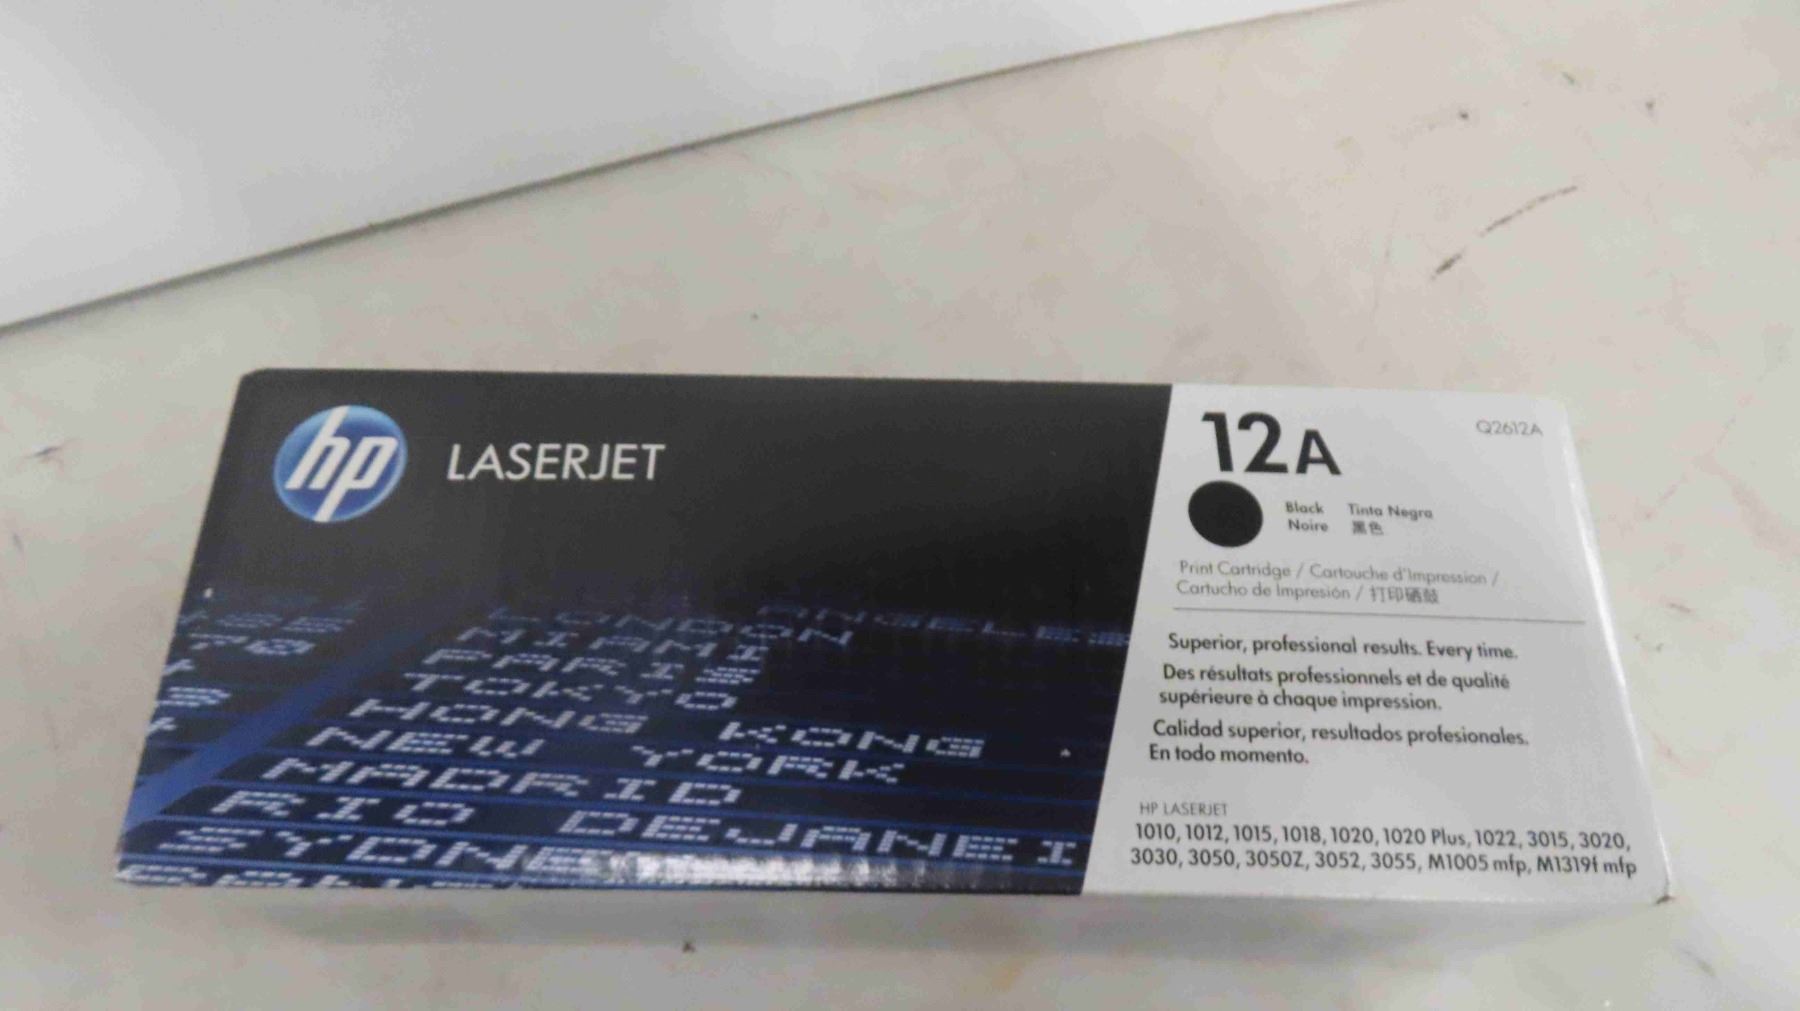 hp
LASERJET
12A
Q2612A
Black Tinta Negra
Noire 黑色
Print Cartridge / Cartouche d'Impression /
Cartucho de Impresión / 打印硒鼓
Superior, professional results. Every time.
Des résultats professionnels et de qualité
supérieure à chaque impression.
Calidad superior, resultados profesionales.
En todo momento.
HP LASERJET
1010, 1012, 1015, 1018, 1020, 1020 Plus, 1022, 3015, 3020,
3030, 3050, 3050Z, 3052, 3055, M1005 mfp, M1319f mfp
ANGELES
LONDON
MIAMI
PARIS
TOKYO
HONG KONG
NEW YORK
MADRID
RIO DEJANEI